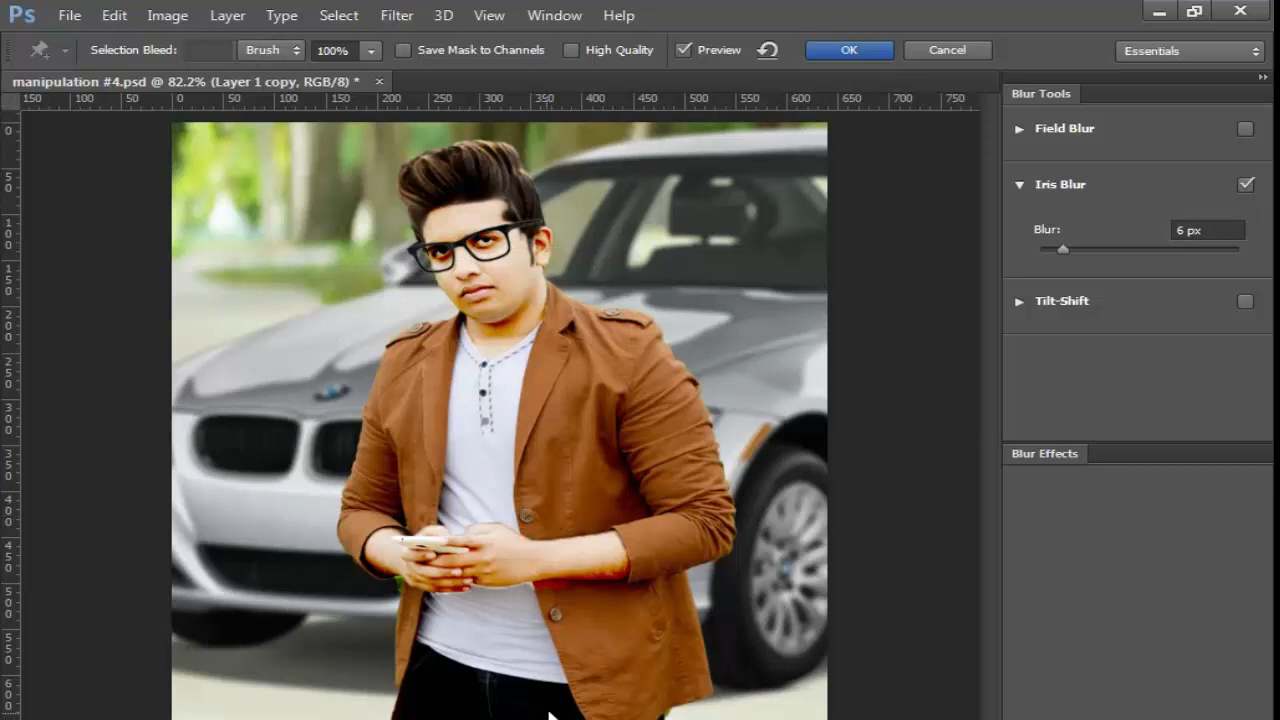 Ps File Edit Image Layer Type Select Filter 3D View Window Help
Selection Bleed: Brush 100% Save Mask to Channels High Quality Preview OK Cancel Essentials
manipulation #4.psd @ 82.2% (Layer 1 copy, RGB/8) * ×
150 100 50 0 50 100 150 200 250 300 350 400 450 500 550 600 650 700 750
0
50
100
150
200
250
300
350
400
450
500
550
600
Blur Tools
Field Blur
Iris Blur
Blur: 6 px
Tilt-Shift
Blur Effects